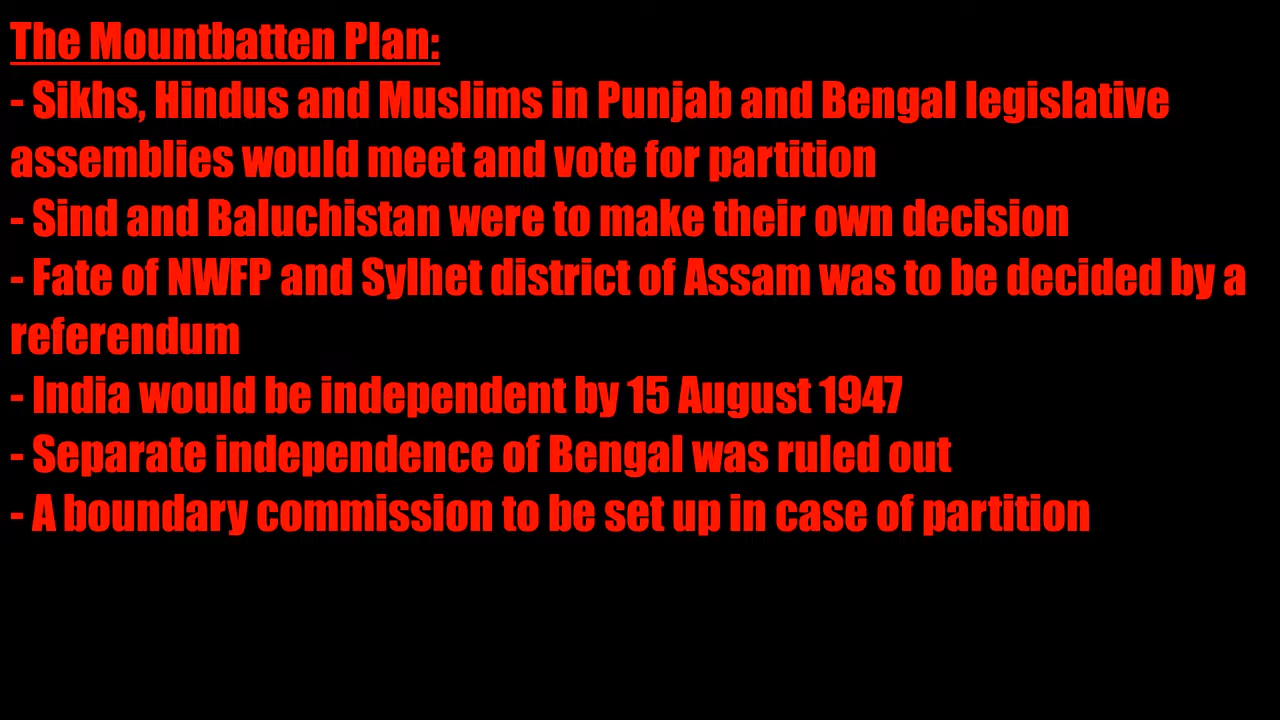 The Mountbatten Plan:
- Sikhs, Hindus and Muslims in Punjab and Bengal legislative
assemblies would meet and vote for partition
- Sind and Baluchistan were to make their own decision
- Fate of NWFP and Sylhet district of Assam was to be decided by a
referendum
- India would be independent by 15 August 1947
- Separate independence of Bengal was ruled out
- A boundary commission to be set up in case of partition